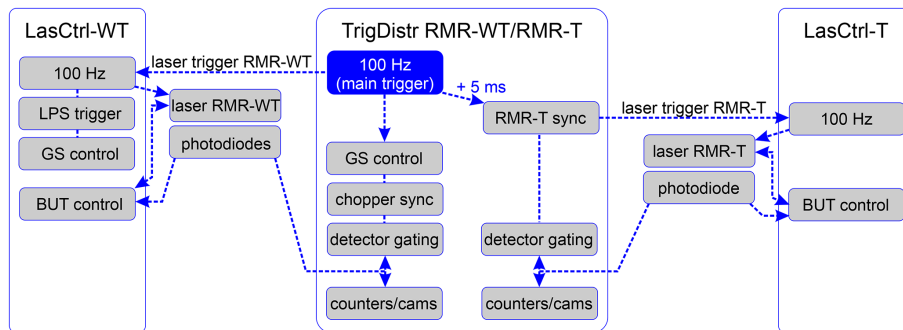 LasCtrl-WT
100 Hz
LPS trigger
GS control
BUT control
laser RMR-WT
photodiodes
laser trigger RMR-WT
TrigDistr RMR-WT/RMR-T
100 Hz
(main trigger)
+ 5 ms
RMR-T sync
GS control
chopper sync
detector gating
counters/cams
detector gating
counters/cams
laser trigger RMR-T
laser RMR-T
photodiode
LasCtrl-T
100 Hz
BUT control